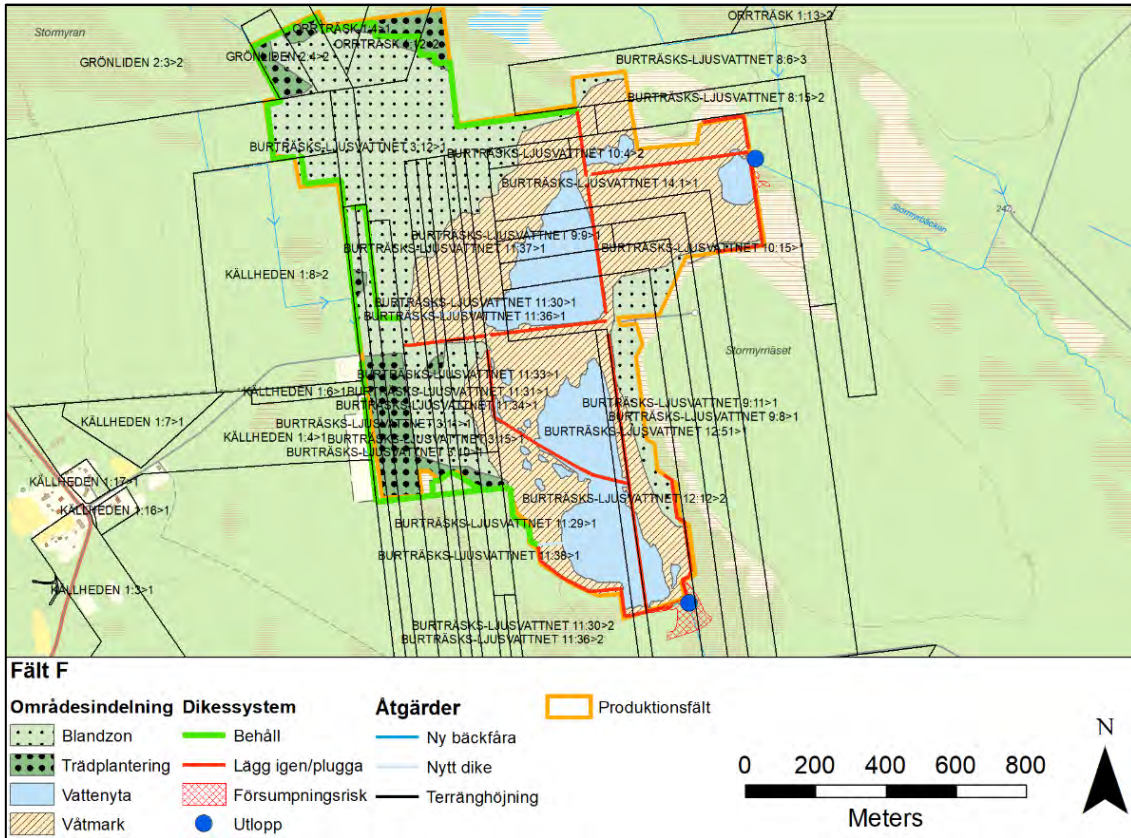 Stormyran
ORRTRÄSK 1:4>1
ORRTRÄSK 1:13>2
GRÖNLIDEN 2:3>2
GRÖNLIDEN 2:4>2
BURTRÄSKS-LJUSVATTNET 8:6>3
BURTRÄSKS-LJUSVATTNET 8:15>2
BURTRÄSKS-LJUSVATTNET 3:12>1
BURTRÄSKS-LJUSVATTNET 10:4>2
BURTRÄSKS-LJUSVATTNET 14:1>1
Stormyrbäcken
BURTRÄSKS-LJUSVATTNET 9:9>1
BURTRÄSKS-LJUSVATTNET 11:37>1
BURTRÄSKS-LJUSVATTNET 10:15>1
KÄLLHEDEN 1:8>2
BURTRÄSKS-LJUSVATTNET 11:30>1
BURTRÄSKS-LJUSVATTNET 11:36>1
Stormyrnäset
BURTRÄSKS-LJUSVATTNET 11:33>1
KÄLLHEDEN 1:6>1
BURTRÄSKS-LJUSVATTNET 11:31>1
BURTRÄSKS-LJUSVATTNET 11:34>1
BURTRÄSKS-LJUSVATTNET 9:11>1
BURTRÄSKS-LJUSVATTNET 9:8>1
KÄLLHEDEN 1:7>1
KÄLLHEDEN 1:4>1
BURTRÄSKS-LJUSVATTNET 3:15>1
BURTRÄSKS-LJUSVATTNET 12:51>1
BURTRÄSKS-LJUSVATTNET 3:10>1
KÄLLHEDEN 1:17>1
KÄLLHEDEN 1:16>1
BURTRÄSKS-LJUSVATTNET 12:12>2
BURTRÄSKS-LJUSVATTNET 11:29>1
BURTRÄSKS-LJUSVATTNET 11:38>1
KÄLLHEDEN 1:3>1
BURTRÄSKS-LJUSVATTNET 11:30>2
BURTRÄSKS-LJUSVATTNET 11:36>2
Fält F
Områdesindelning
Blandzon
Trädplantering
Vattenyta
Våtmark
Dikessystem
Behåll
Lägg igen/plugga
Försumpningsrisk
Utlopp
Åtgärder
Ny bäckfåra
Nytt dike
Terränghöjning
Produktionsfält
0 200 400 600 800
Meters
N